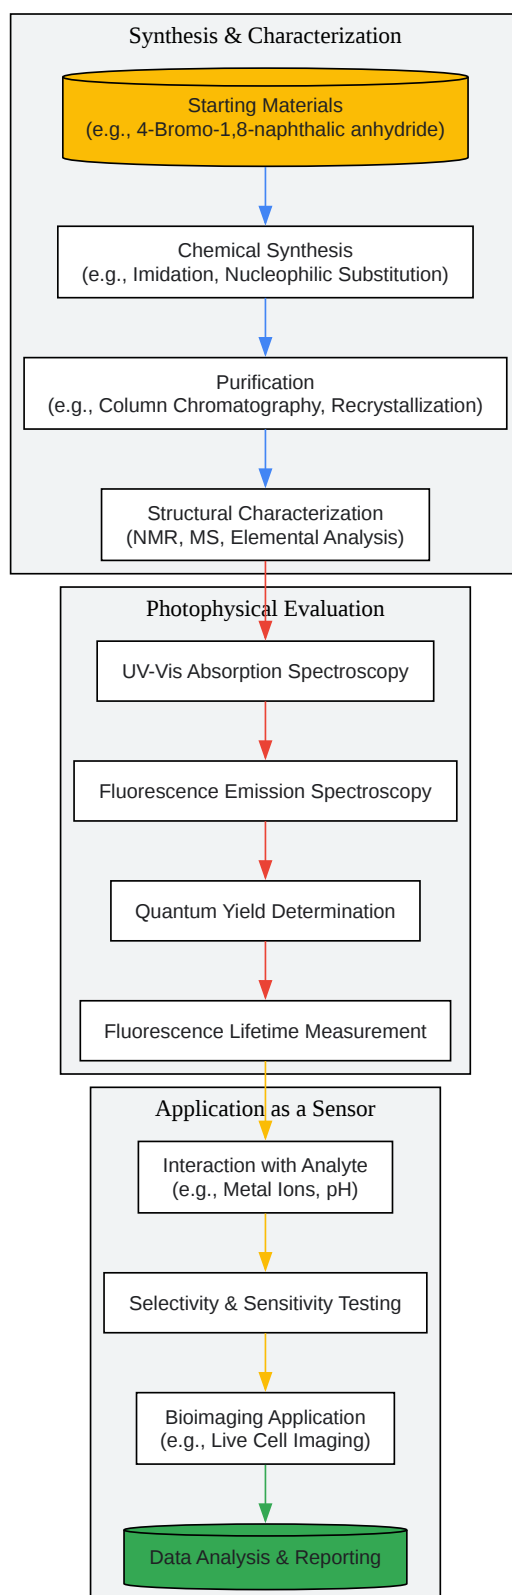 Synthesis & Characterization
Starting Materials
(e.g., 4-Bromo-1,8-naphthalic anhydride)
Chemical Synthesis
(e.g., Imidation, Nucleophilic Substitution)
Purification
(e.g., Column Chromatography, Recrystallization)
Structural Characterization
(NMR, MS, Elemental Analysis)
Photophysical Evaluation
UV-Vis Absorption Spectroscopy
Fluorescence Emission Spectroscopy
Quantum Yield Determination
Fluorescence Lifetime Measurement
Application as a Sensor
Interaction with Analyte
(e.g., Metal Ions, pH)
Selectivity & Sensitivity Testing
Bioimaging Application
(e.g., Live Cell Imaging)
Data Analysis & Reporting